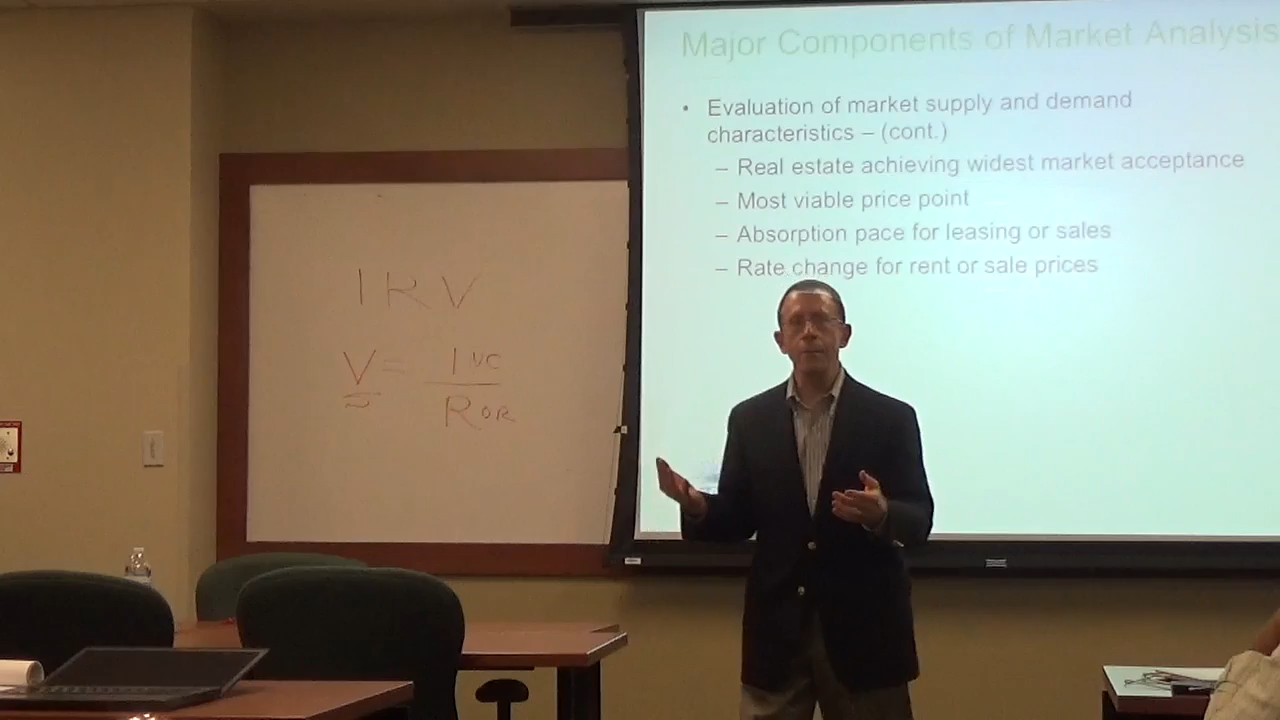 I R V
V = INC
ROR
Major Components of Market Analysis
• Evaluation of market supply and demand
characteristics – (cont.)
– Real estate achieving widest market acceptance
– Most viable price point
– Absorption pace for leasing or sales
– Rate change for rent or sale prices